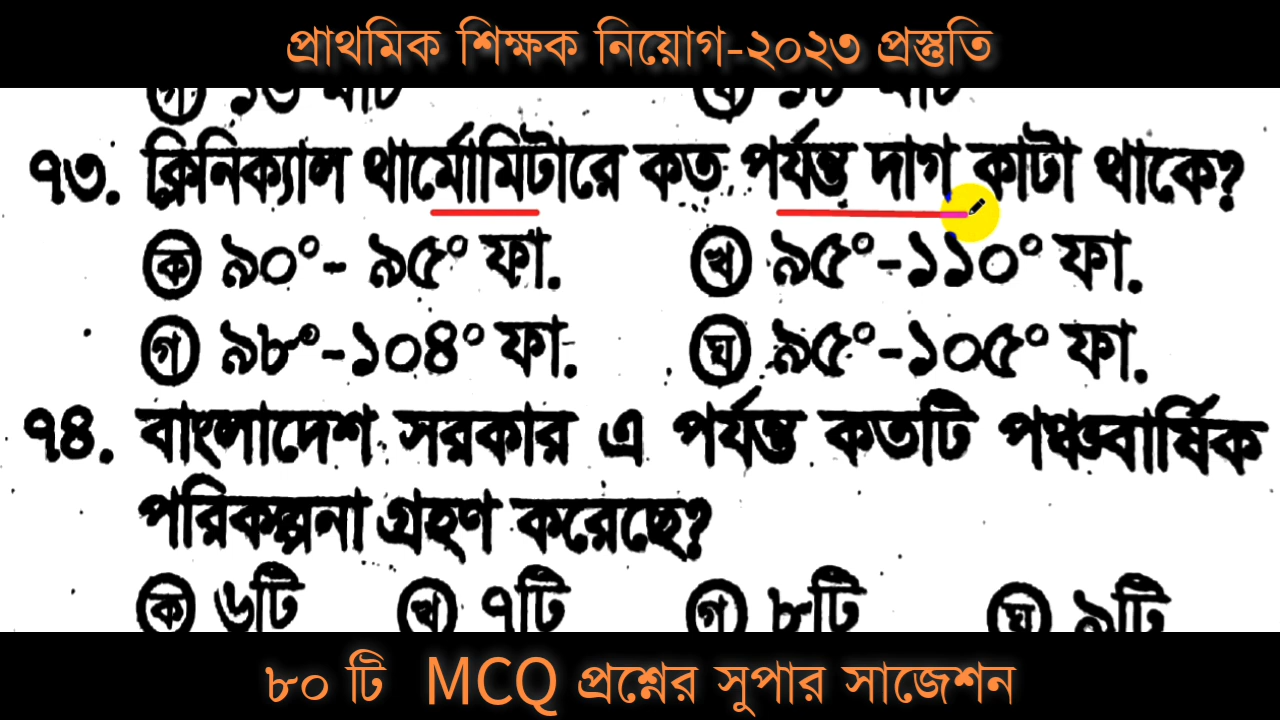 প্রাথমিক শিক্ষক নিয়োগ-২০২৩ প্রস্তুতি
৭৩. ক্লিনিক্যাল থার্মোমিটারে কত পর্যন্ত দাগ কাটা থাকে?
ক ৯০°- ৯৫° ফা. খ ৯৫°-১১০° ফা.
গ ৯৮°-১০৪° ফা. ঘ ৯৫°-১০৫° ফা.
৭৪. বাংলাদেশ সরকার এ পর্যন্ত কতটি পঞ্চবার্ষিক
পরিকল্পনা গ্রহণ করেছে?
ক ৬টি খ ৭টি গ ৮টি ঘ ৯টি
৮০ টি MCQ প্রশ্নের সুপার সাজেশন